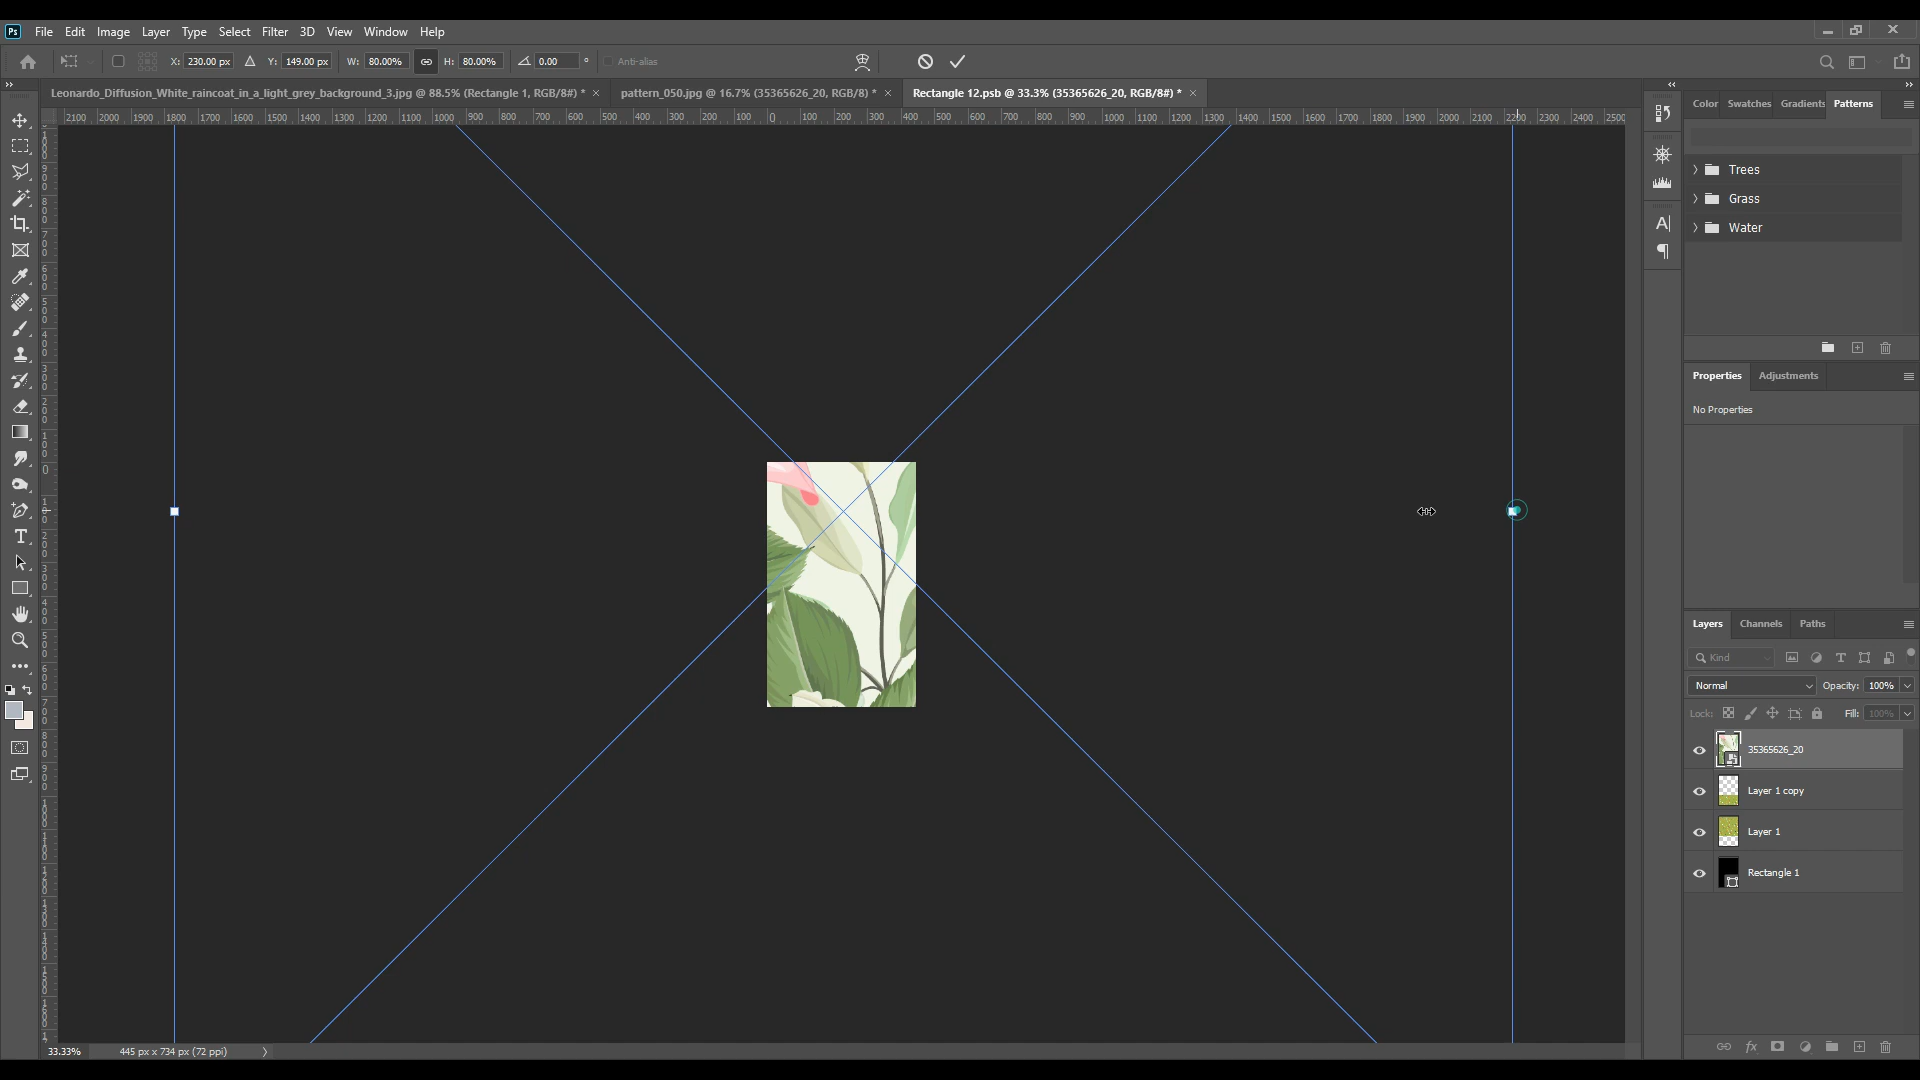 Ps File Edit Image Layer Type Select Filter 3D View Window Help
X: 230.00 px Y: 149.00 px W: 80.00% H: 80.00% 0.00 ° Anti-alias
Leonardo_Diffusion_White_raincoat_in_a_light_grey_background_3.jpg @ 88.5% (Rectangle 1, RGB/8#) * × pattern_050.jpg @ 16.7% (35365626_20, RGB/8) * × Rectangle 12.psb @ 33.3% (35365626_20, RGB/8#) * ×
2100 2000 1900 1800 1700 1600 1500 1400 1300 1200 1100 1000 900 800 700 600 500 400 300 200 100 0 100 200 300 400 500 600 700 800 900 1000 1100 1200 1300 1400 1500 1600 1700 1800 1900 2000 2100 2200 2300 2400 2500
Color Swatches Gradients Patterns
Trees
Grass
Water
Properties Adjustments
No Properties
Layers Channels Paths
Kind
Normal Opacity: 100%
Lock: Fill: 100%
35365626_20
Layer 1 copy
Layer 1
Rectangle 1
33.33% 445 px x 734 px (72 ppi)